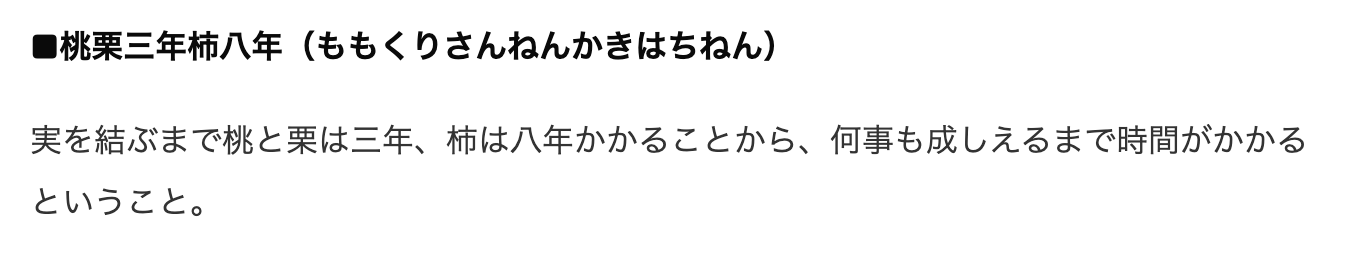 ■桃栗三年柿八年（ももくりさんねんかきはちねん）
実を結ぶまで桃と栗は三年、柿は八年かかることから、何事も成しえるまで時間がかかる
ということ。